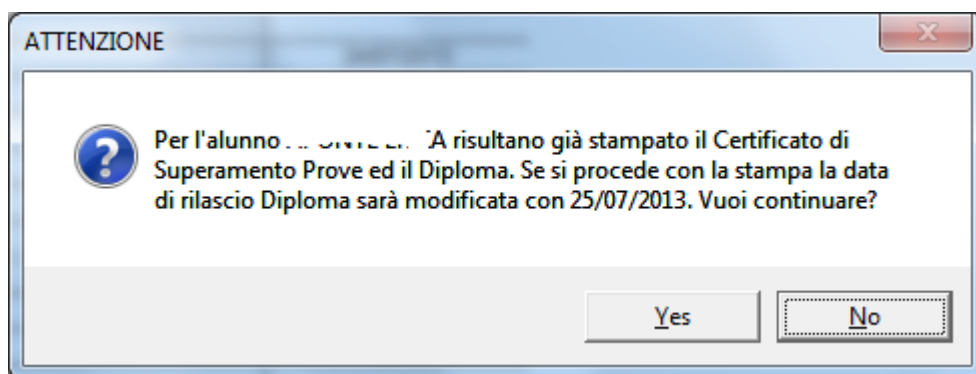 ATTENZIONE
Per l'alunno risultano già stampato il Certificato di
Superamento Prove ed il Diploma. Se si procede con la stampa la data
di rilascio Diploma sarà modificata con 25/07/2013. Vuoi continuare?
Yes
No